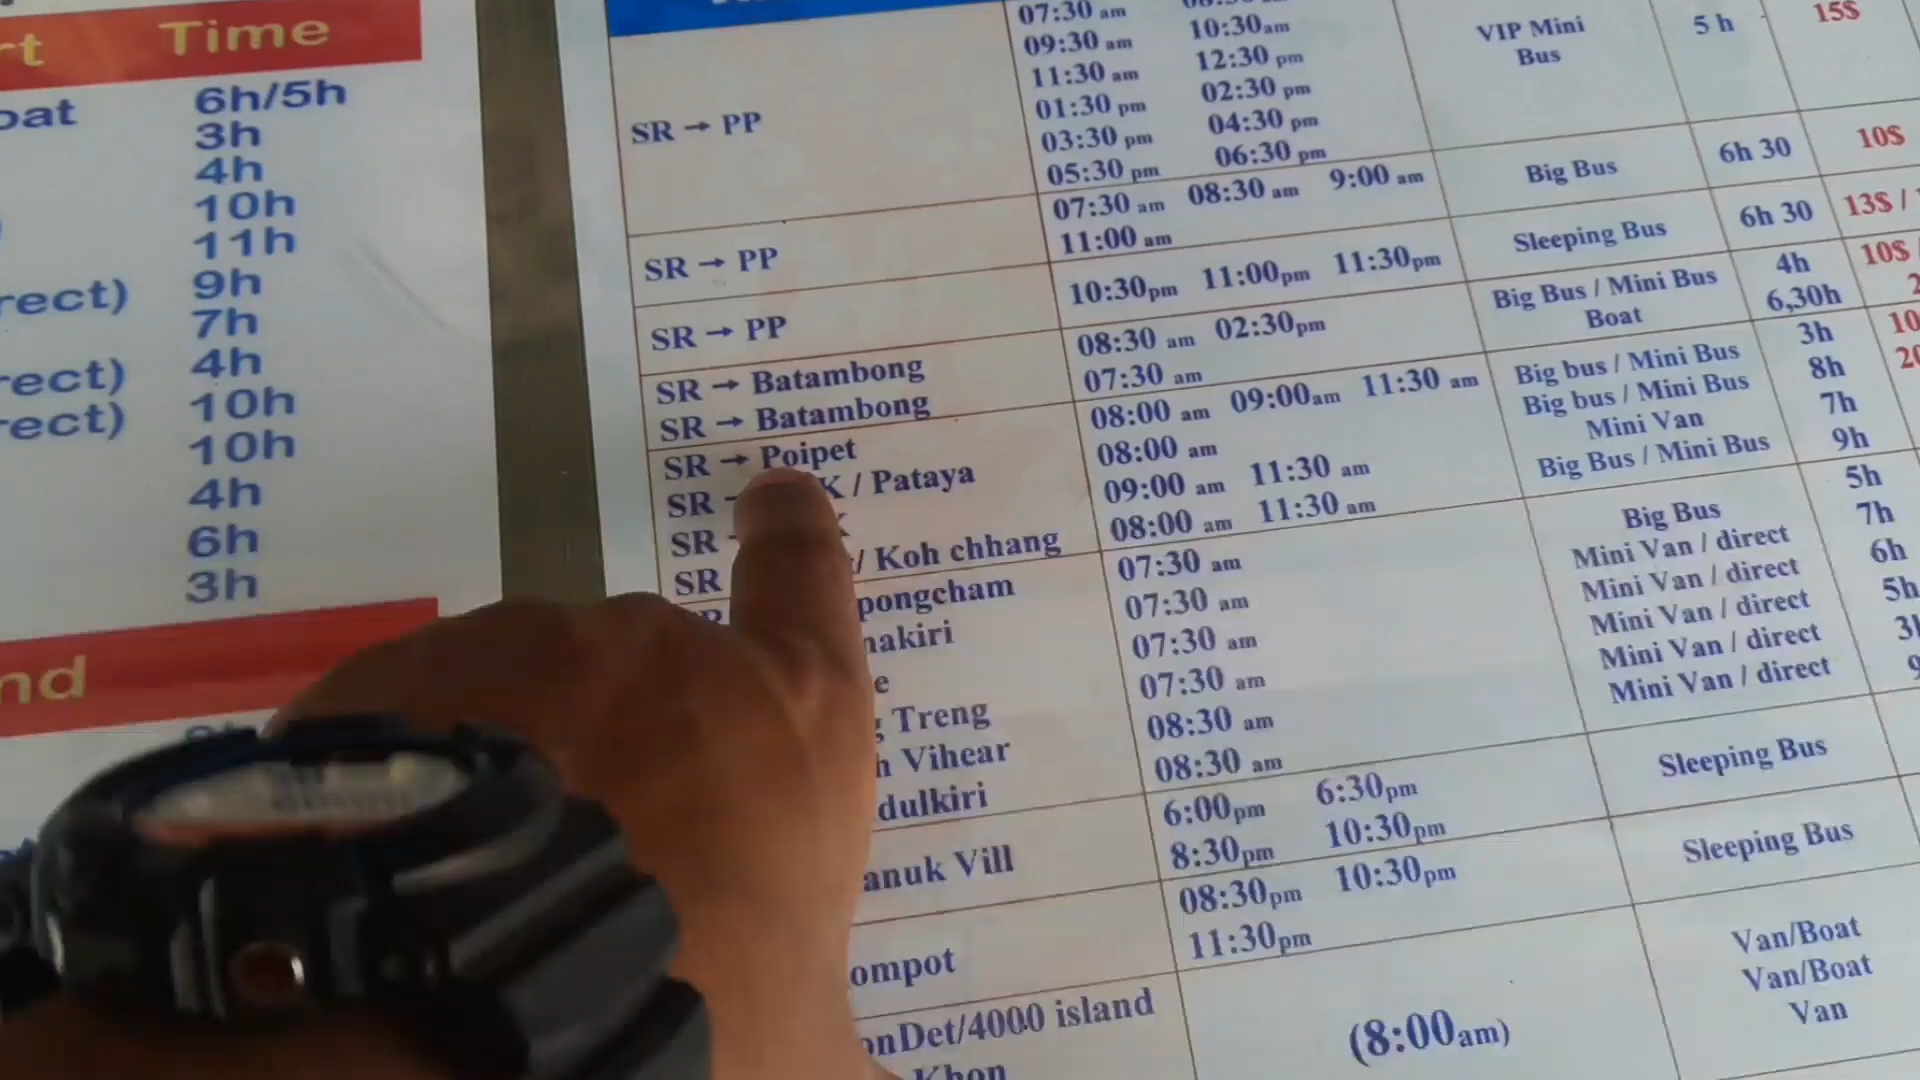 Time
oat 6h/5h
3h
4h
10h
11h
rect) 9h
7h
rect) 4h
rect) 10h
10h
4h
6h
3h
nd
07:30 am
09:30 am 10:30am
11:30 am 12:30 pm
01:30 pm 02:30 pm
03:30 pm 04:30 pm
05:30 pm 06:30 pm
SR → PP
VIP Mini
Bus
5 h
15$
07:30 am 08:30 am 9:00 am
11:00 am
SR → PP
Big Bus
6h 30
10$
SR → PP
10:30pm 11:00pm 11:30pm
Sleeping Bus
6h 30
13$ /
SR → Batambong
08:30 am 02:30pm
Big Bus / Mini Bus
4h
10$
SR → Batambong
07:30 am
Boat
6,30h
SR → Poipet
08:00 am 09:00am 11:30 am
Big bus / Mini Bus
3h
10
SR K / Pataya
08:00 am
Big bus / Mini Bus
8h
20
SR K
09:00 am 11:30 am
Mini Van
7h
SR / Koh chhang
08:00 am 11:30 am
Big Bus / Mini Bus
9h
pongcham
07:30 am
Big Bus
5h
nakiri
07:30 am
Mini Van / direct
7h
e
07:30 am
Mini Van / direct
6h
g Treng
07:30 am
Mini Van / direct
5h
h Vihear
08:30 am
Mini Van / direct
3h
dulkiri
08:30 am
Mini Van / direct
9
anuk Vill
6:00pm 6:30pm
8:30pm 10:30pm
Sleeping Bus
ompot
08:30pm 10:30pm
11:30pm
Sleeping Bus
onDet/4000 island
Khon
(8:00am)
Van/Boat
Van/Boat
Van